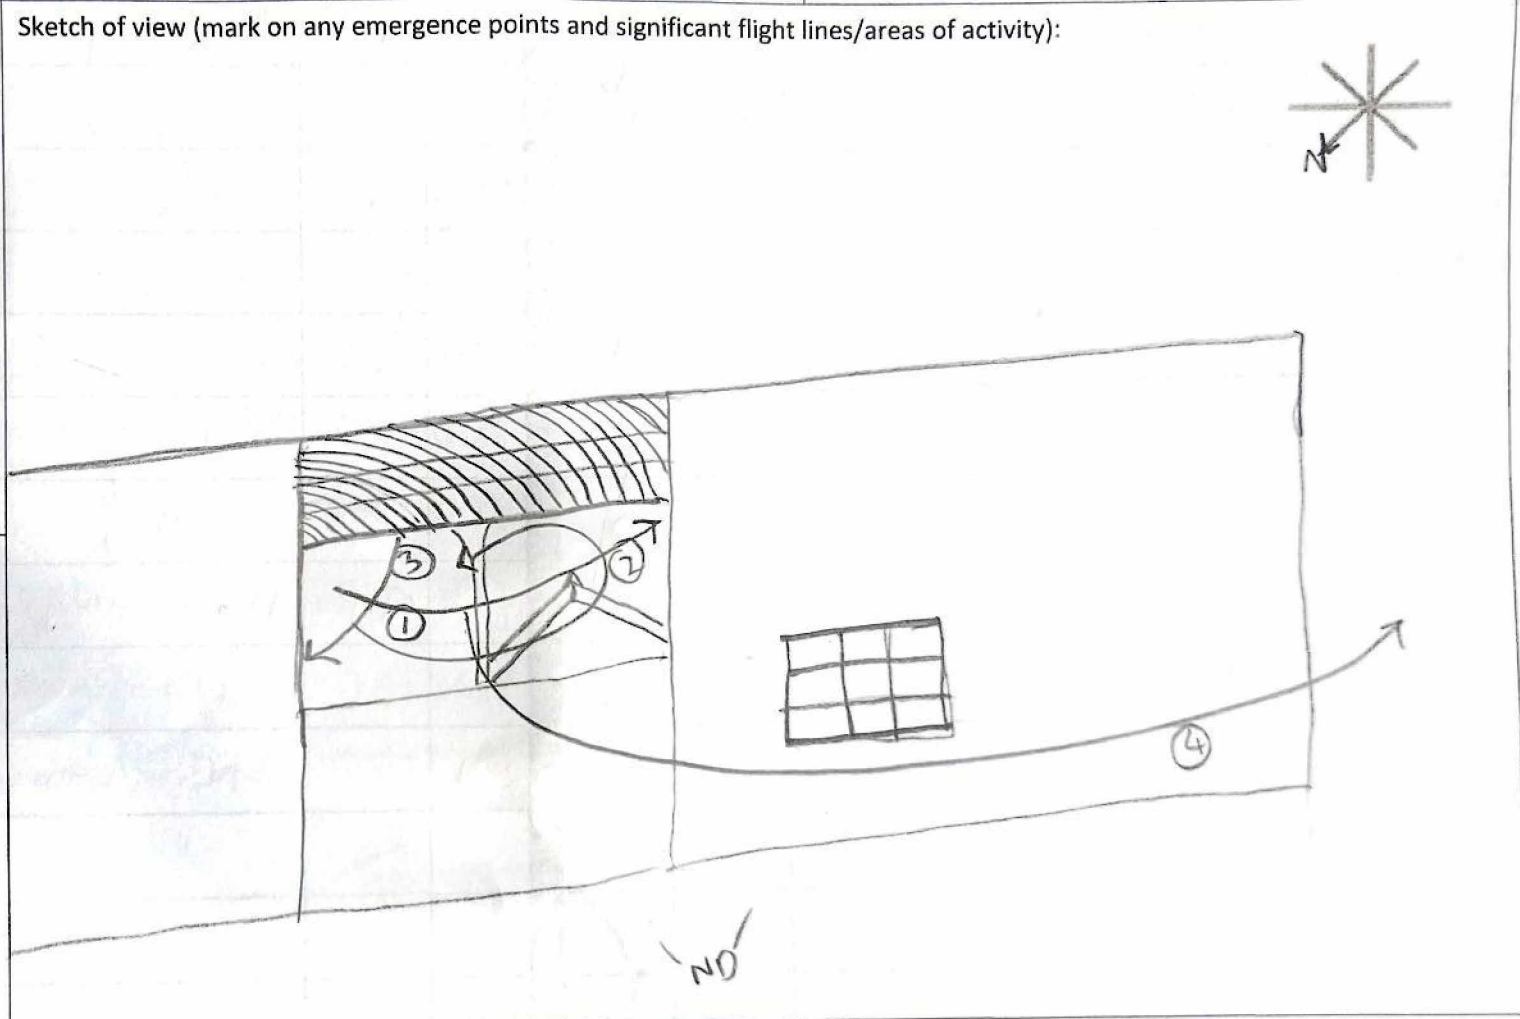 Sketch of view (mark on any emergence points and significant flight lines/areas of activity):
N
3
2
1
4
ND